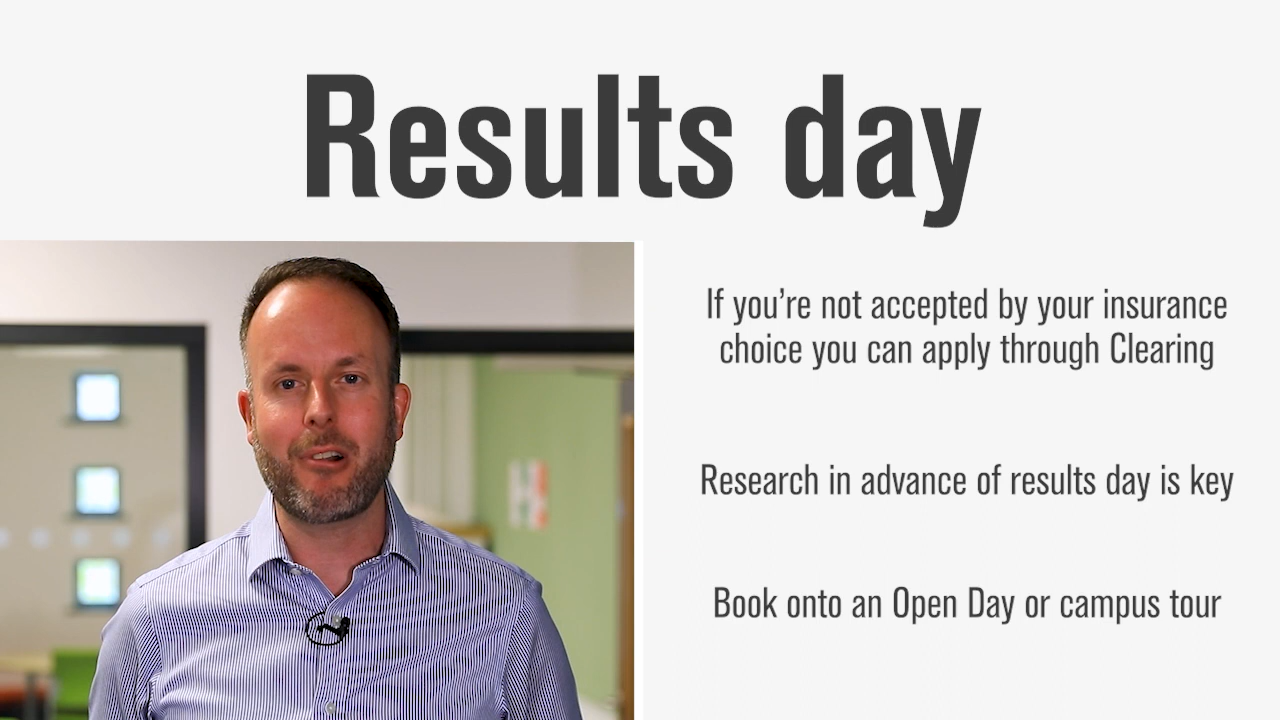 Results day
If you’re not accepted by your insurance
choice you can apply through Clearing
Research in advance of results day is key
Book onto an Open Day or campus tour